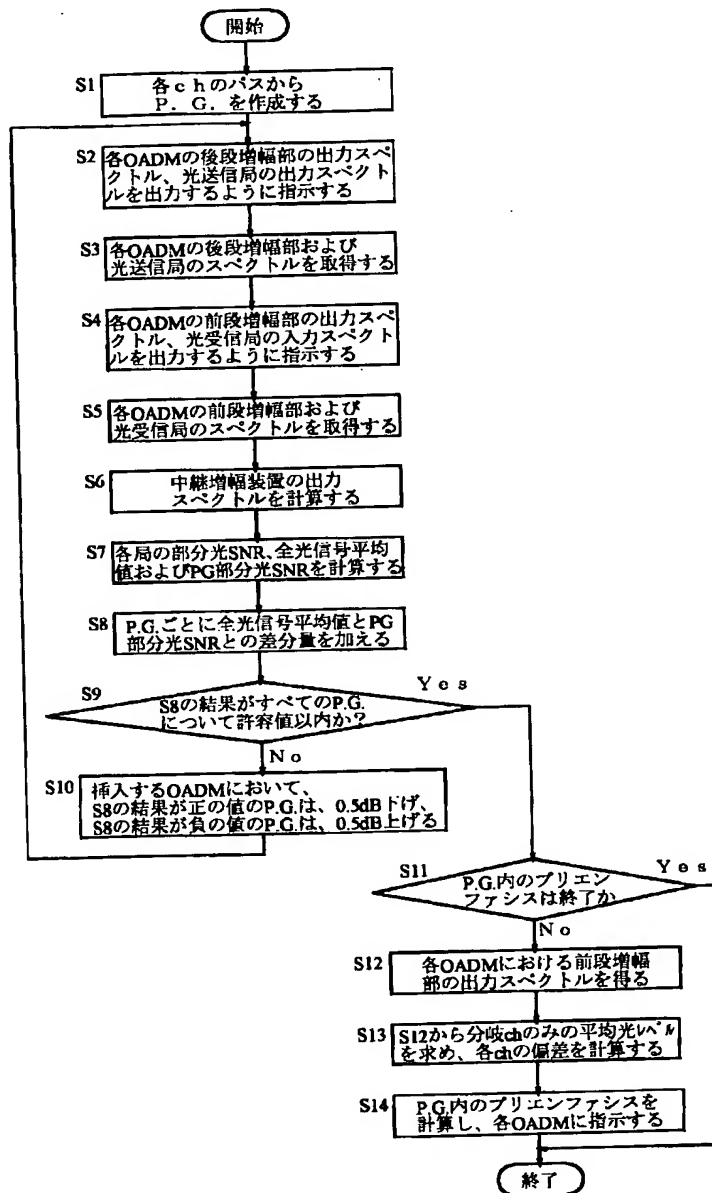 開始
S1
各chのパスから
P. G. を作成する
S2
各OADMの後段増幅部の出力スペ
クトル、光送信局の出力スペクト
ルを出力するように指示する
S3
各OADMの後段増幅部および
光送信局のスペクトルを取得する
S4
各OADMの前段増幅部の出力スペ
クトル、光受信局の入力スペクト
ルを出力するように指示する
S5
各OADMの前段増幅部および
光受信局のスペクトルを取得する
S6
中継増幅装置の出力
スペクトルを計算する
S7
各局の部分光SNR、全光信号平均
値およびPG部分光SNRを計算する
S8
P.G.ごとに全光信号平均値とPG
部分光SNRとの差分量を加える
S9
S8の結果がすべてのP.G.
について許容値以内か?
Yes
No
S10
挿入するOADMにおいて、
S8の結果が正の値のP.G.は、0.5dB下げ、
S8の結果が負の値のP.G.は、0.5dB上げる
S11
P.G.内のプリエン
ファシスは終了か
Yes
No
S12
各OADMにおける前段増幅
部の出力スペクトルを得る
S13
S12から分岐chのみの平均光レベル
を求め、各chの偏差を計算する
S14
P.G.内のプリエンファシスを
計算し、各OADMに指示する
終了